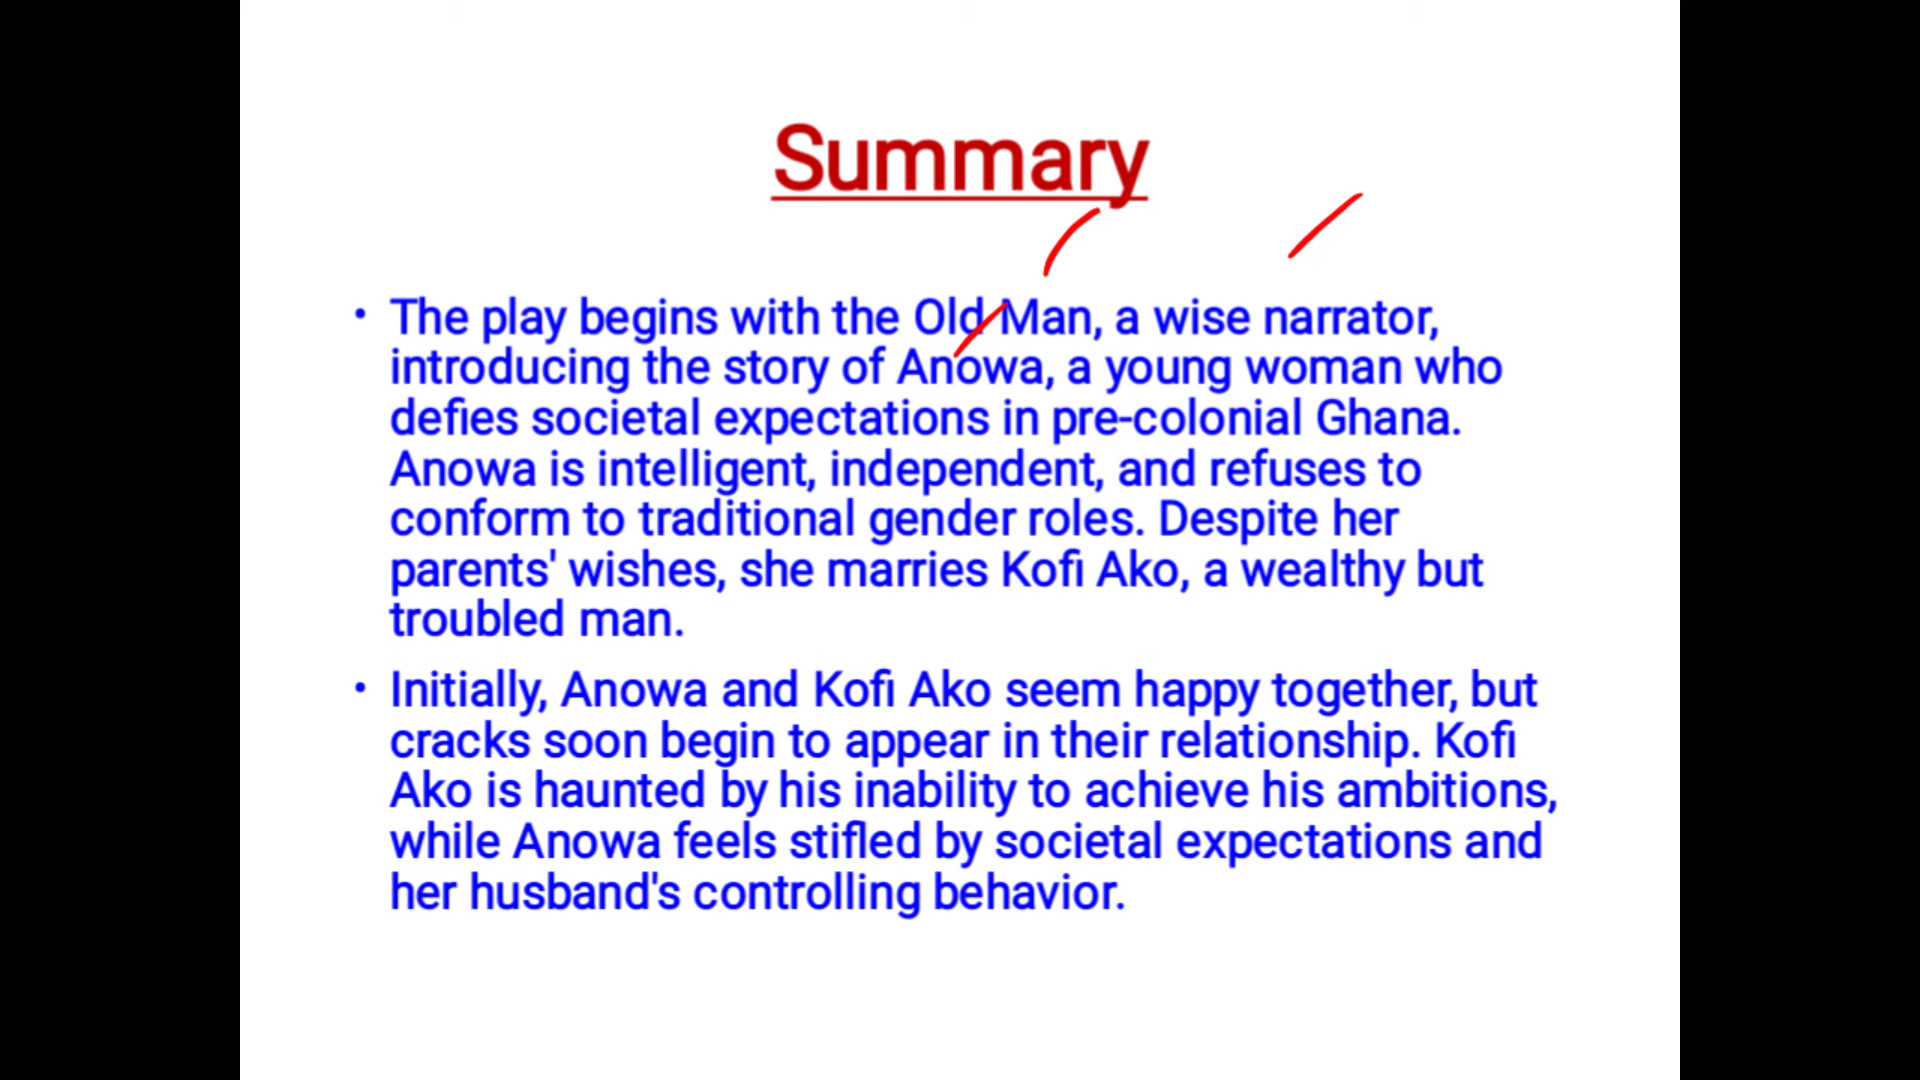 Summary
• The play begins with the Old Man, a wise narrator,
introducing the story of Anowa, a young woman who
defies societal expectations in pre-colonial Ghana.
Anowa is intelligent, independent, and refuses to
conform to traditional gender roles. Despite her
parents' wishes, she marries Kofi Ako, a wealthy but
troubled man.
• Initially, Anowa and Kofi Ako seem happy together, but
cracks soon begin to appear in their relationship. Kofi
Ako is haunted by his inability to achieve his ambitions,
while Anowa feels stifled by societal expectations and
her husband's controlling behavior.